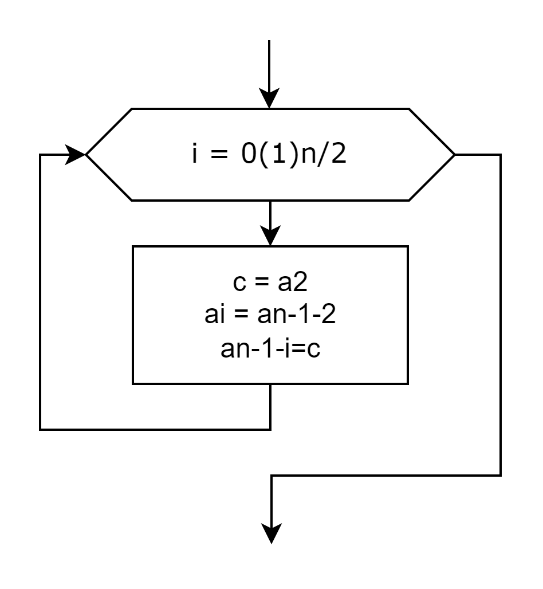 i = 0(1)n/2
c = a2
ai = an-1-2
an-1-i=c